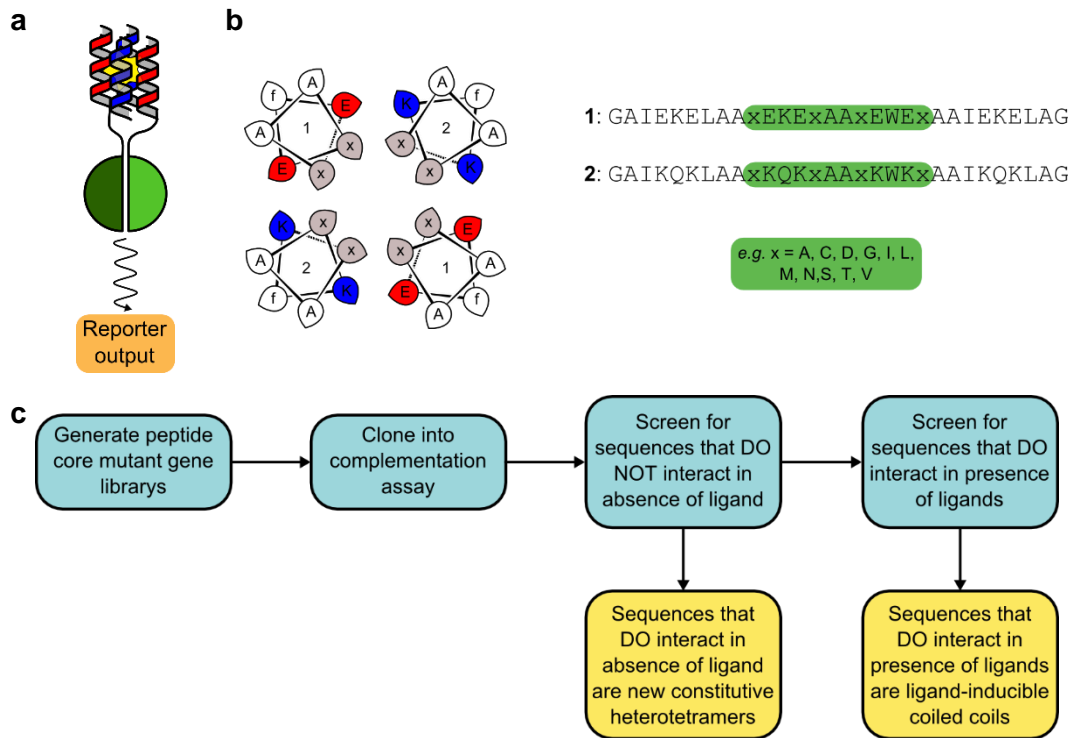 a
Reporter
output
b
A
f
E
A
1
x
E
x
A
K
f
x
2
A
x
K
K
x
A
2
x
f
K
A
x
E
x
1
A
E
f
A
1: GAIEKELAAxEKExAAxEWExAAIEKELAG
2: GAIKQKLAAxKQKxAAxKWKxAAIKQKLAG
e.g. x = A, C, D, G, I, L,
M, N,S, T, V
c
Generate peptide
core mutant gene
librarys
Clone into
complementation
assay
Screen for
sequences that DO
NOT interact in
absence of ligand
Screen for
sequences that DO
interact in presence
of ligands
Sequences that
DO interact in
absence of ligand
are new constitutive
heterotetramers
Sequences that
DO interact in
presence of ligands
are ligand-inducible
coiled coils